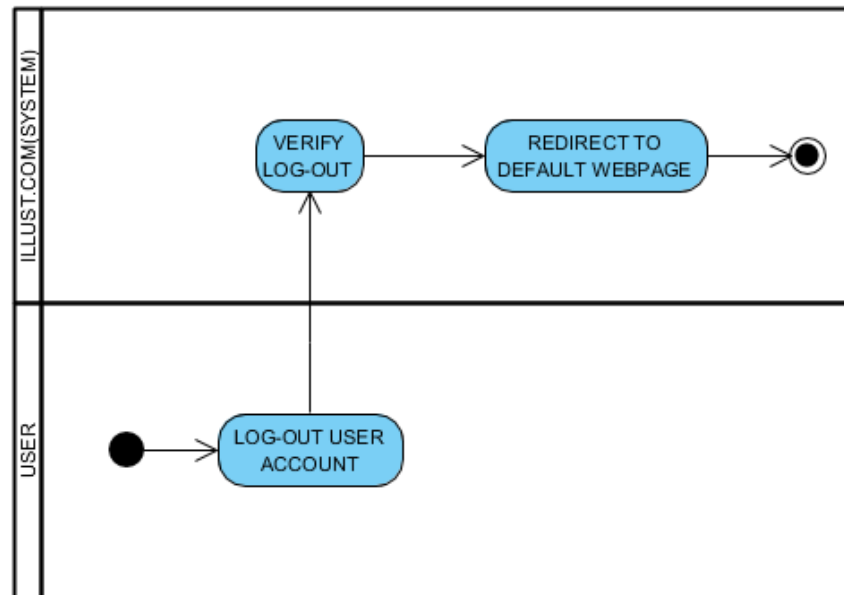 ILLUST.COM(SYSTEM)
VERIFY
LOG-OUT
REDIRECT TO
DEFAULT WEBPAGE
USER
LOG-OUT USER
ACCOUNT